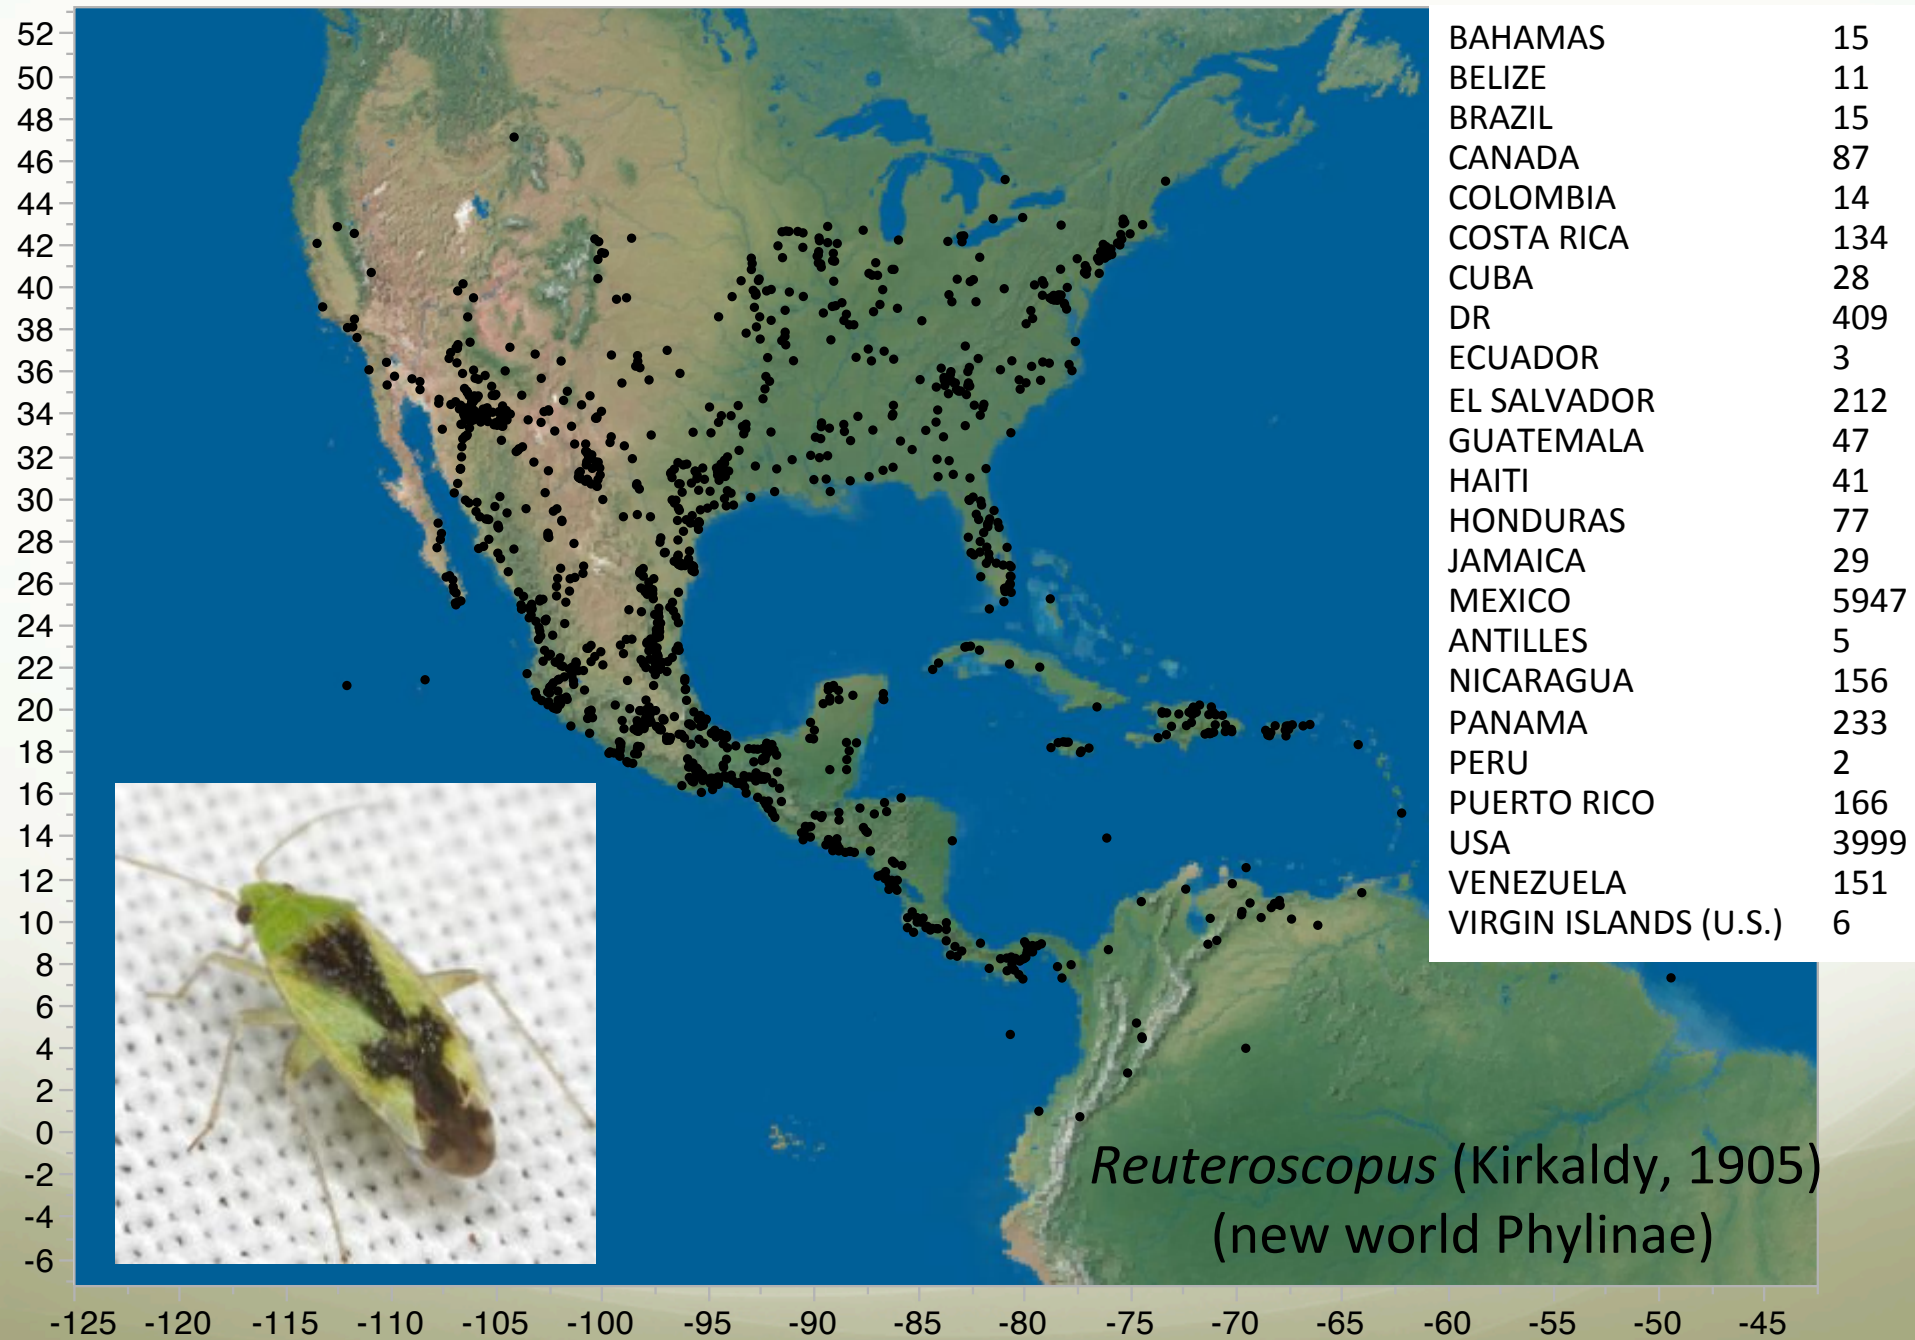 52
50
48
46
44
42
40
38
36
34
32
30
28
26
24
22
20
18
16
14
12
10
8
6
4
2
0
-2
-4
-6
-125 -120 -115 -110 -105 -100 -95 -90 -85 -80 -75 -70 -65 -60 -55 -50 -45
BAHAMAS 15
BELIZE 11
BRAZIL 15
CANADA 87
COLOMBIA 14
COSTA RICA 134
CUBA 28
DR 409
ECUADOR 3
EL SALVADOR 212
GUATEMALA 47
HAITI 41
HONDURAS 77
JAMAICA 29
MEXICO 5947
ANTILLES 5
NICARAGUA 156
PANAMA 233
PERU 2
PUERTO RICO 166
USA 3999
VENEZUELA 151
VIRGIN ISLANDS (U.S.) 6
Reuteroscopus (Kirkaldy, 1905)
(new world Phylinae)